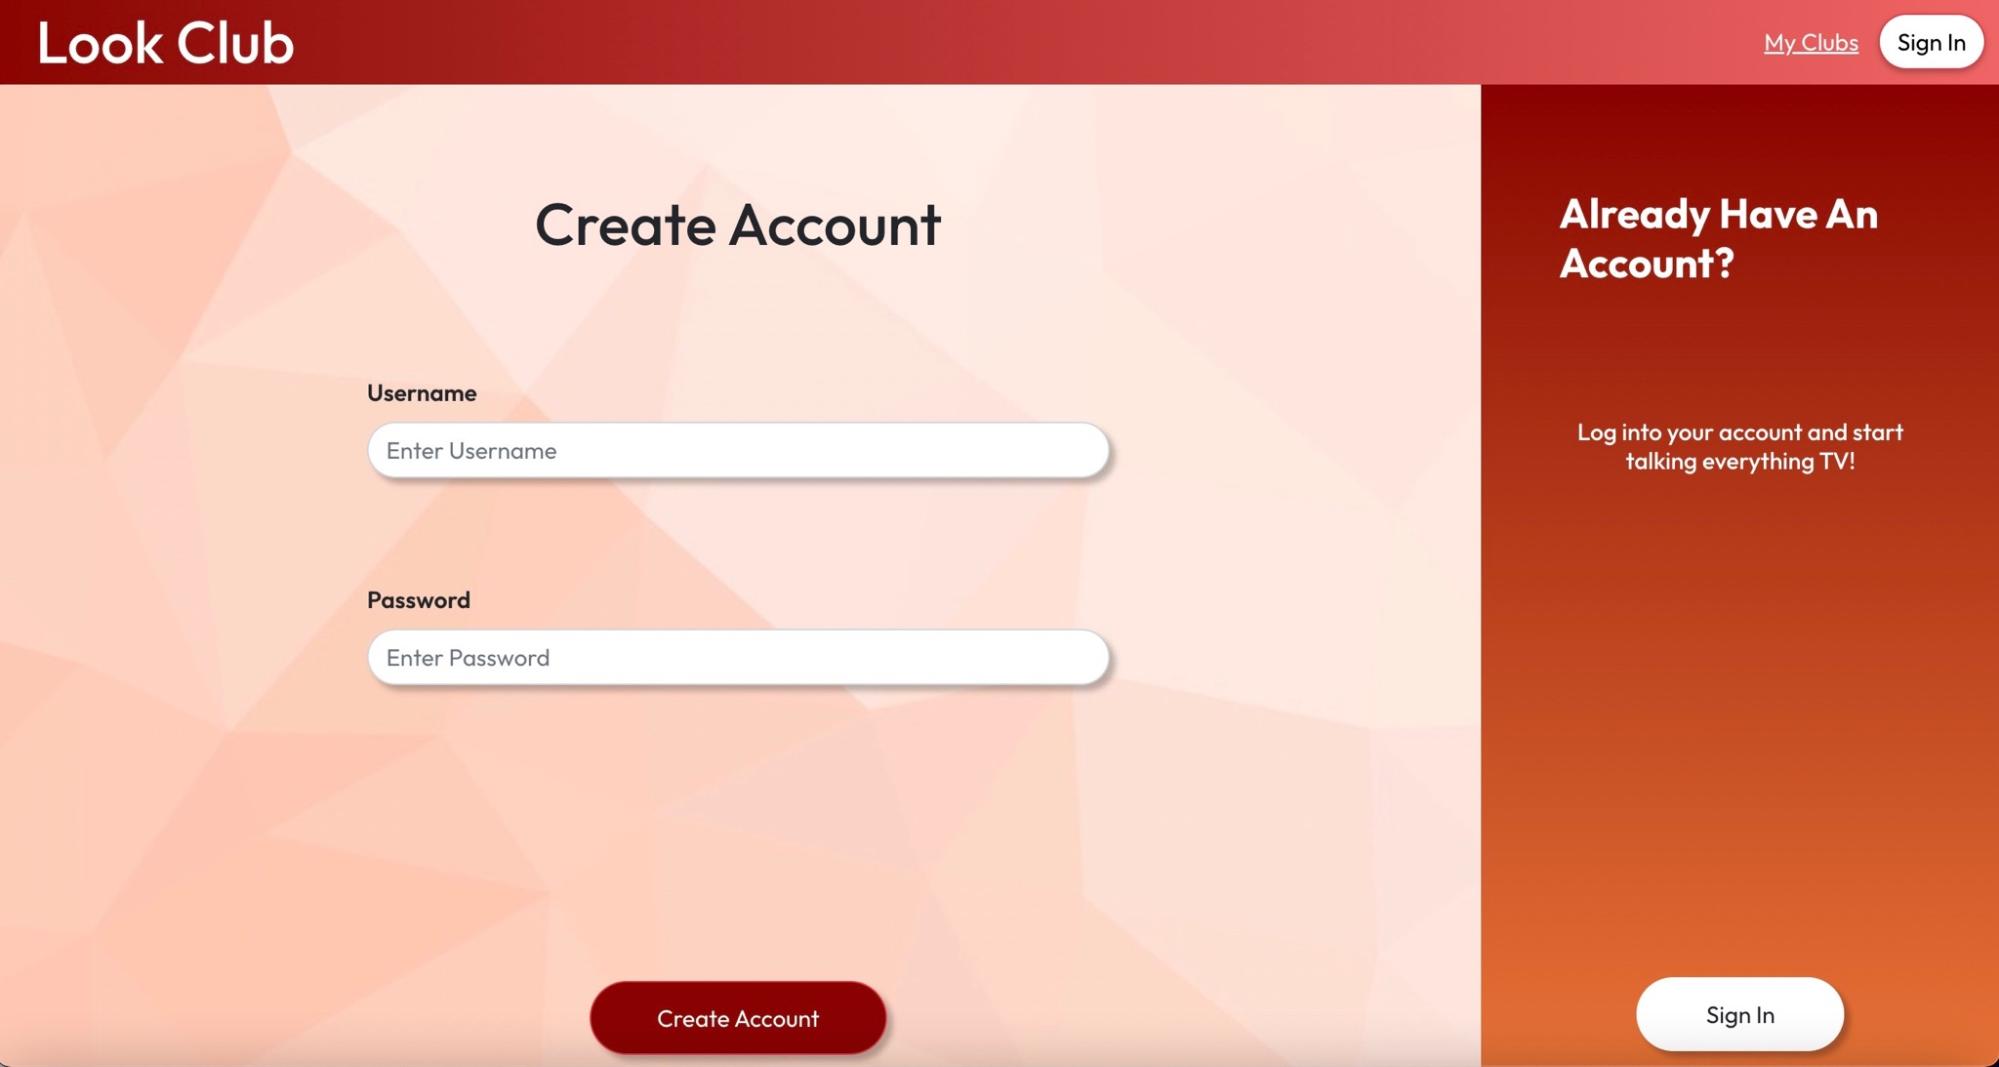 Look Club
My Clubs
Sign In
Create Account
Username
Enter Username
Password
Enter Password
Create Account
Already Have An
Account?
Log into your account and start
talking everything TV!
Sign In